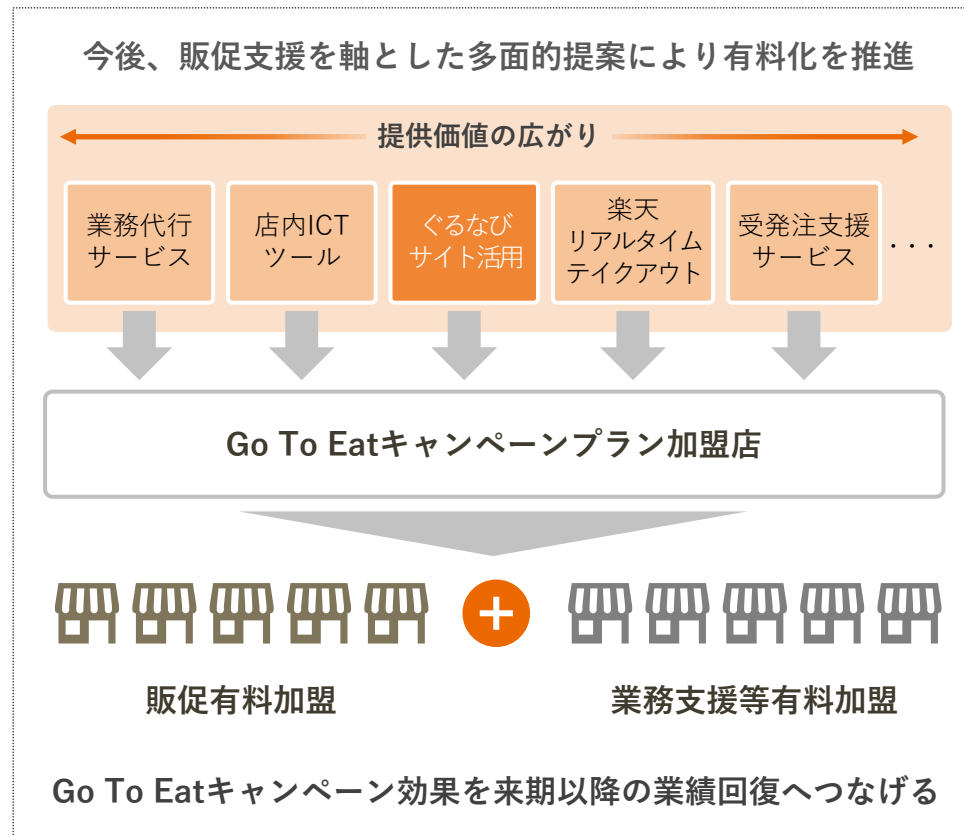 今後、販促支援を軸とした多面的提案により有料化を推進
提供価値の広がり
業務代行
サービス
店内ICT
ツール
ぐるなび
サイト活用
楽天
リアルタイム
テイクアウト
受発注支援
サービス
・・・
Go To Eatキャンペーンプラン加盟店
販促有料加盟
業務支援等有料加盟
Go To Eatキャンペーン効果を来期以降の業績回復へつなげる